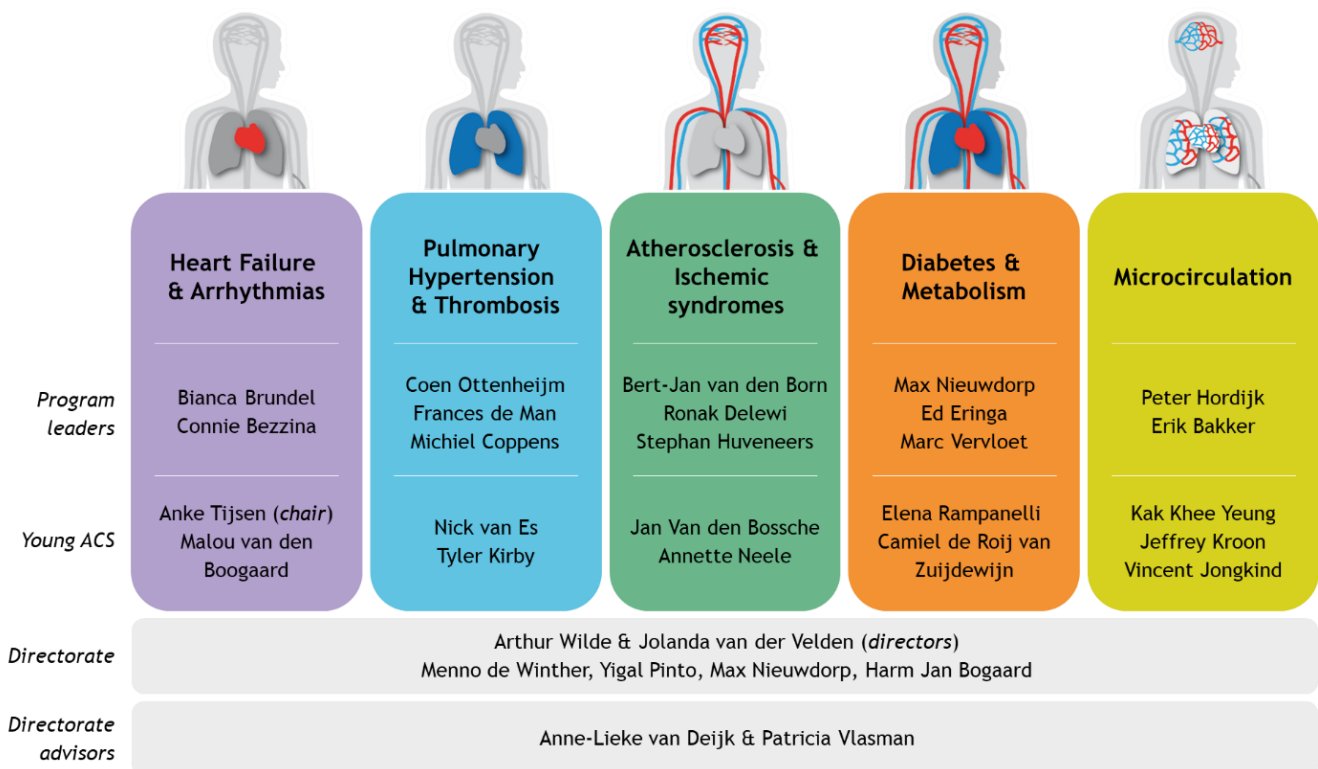 Heart Failure
& Arrhythmias
Pulmonary
Hypertension
& Thrombosis
Atherosclerosis &
Ischemic
syndromes
Diabetes &
Metabolism
Microcirculation
Program
leaders
Bianca Brundel
Connie Bezzina
Coen Ottenheijm
Frances de Man
Michiel Coppens
Bert-Jan van den Born
Ronak Delewi
Stephan Huveneers
Max Nieuwdorp
Ed Eringa
Marc Vervloet
Peter Hordijk
Erik Bakker
Young ACS
Anke Tijsen (chair)
Malou van den
Boogaard
Nick van Es
Tyler Kirby
Jan Van den Bossche
Annette Neele
Elena Rampanelli
Camiel de Roij van
Zuijdewijn
Kak Khee Yeung
Jeffrey Kroon
Vincent Jongkind
Directorate
Arthur Wilde & Jolanda van der Velden (directors)
Menno de Winther, Yigal Pinto, Max Nieuwdorp, Harm Jan Bogaard
Directorate
advisors
Anne-Lieke van Deijk & Patricia Vlasman